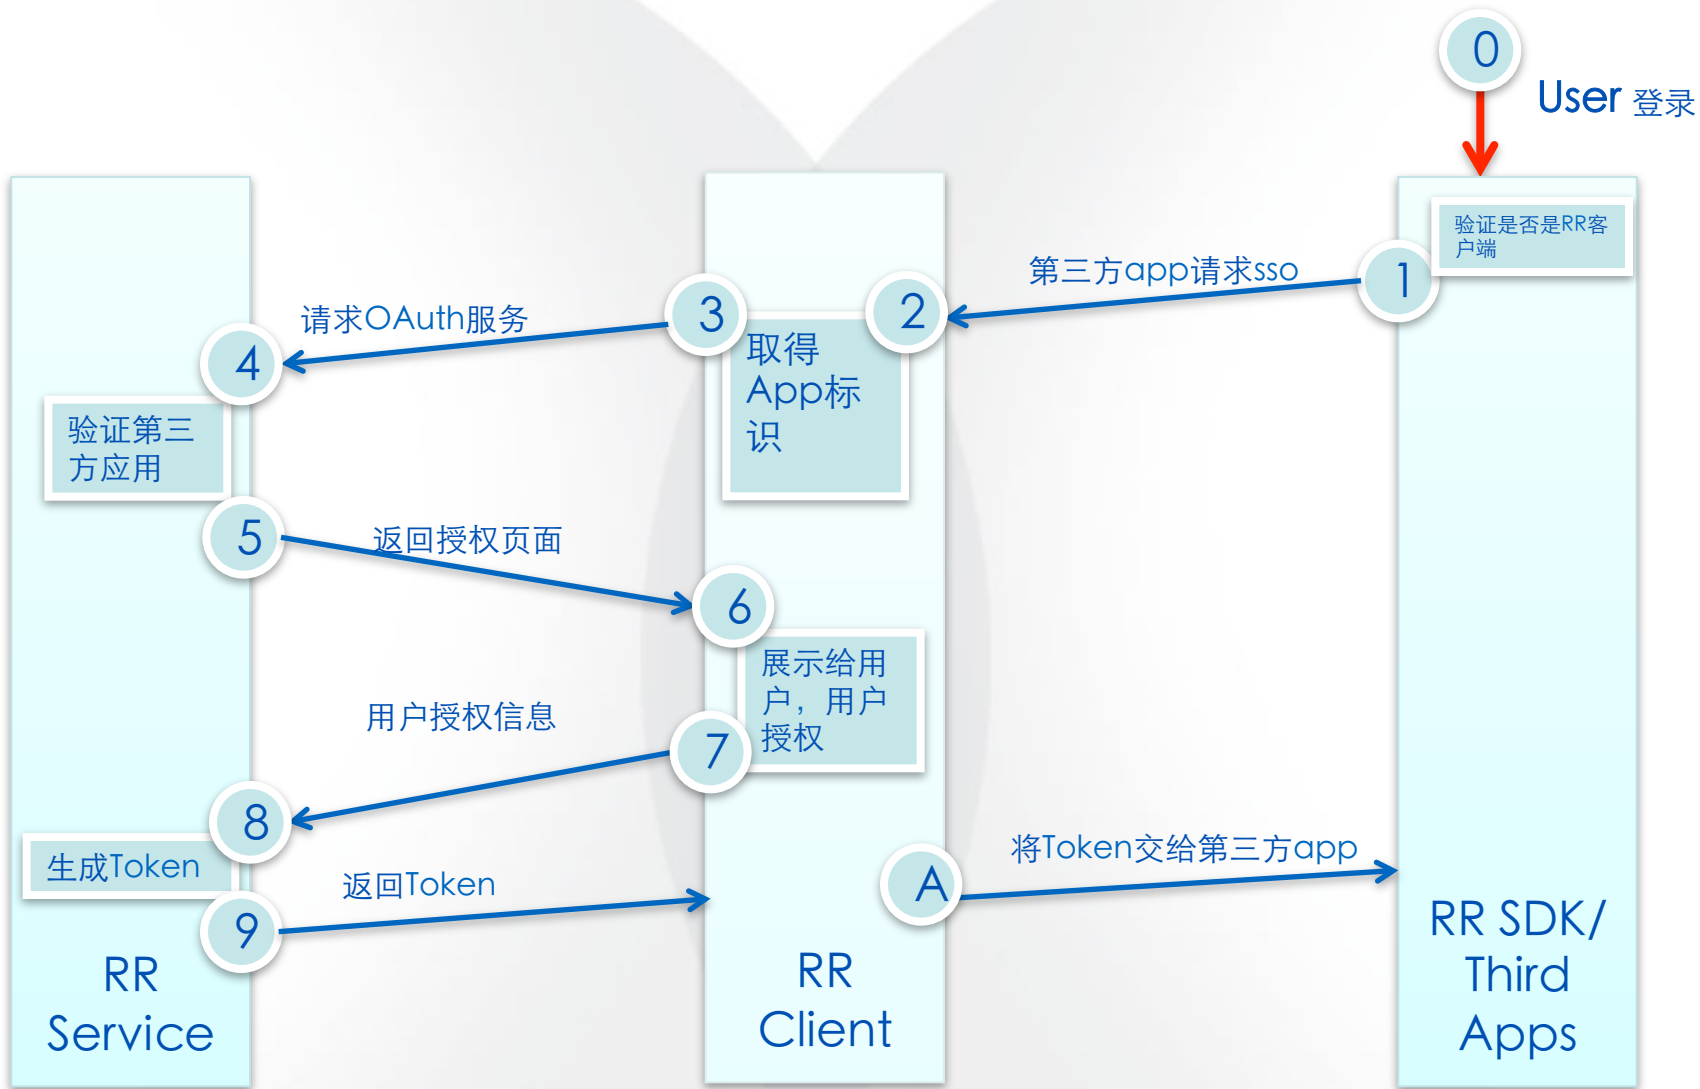 0
User 登录
验证是否是RR客
户端
1
第三方app请求sso
2
3
取得
App标
识
请求OAuth服务
4
验证第三
方应用
5
返回授权页面
6
展示给用
户，用户
授权
7
用户授权信息
8
生成Token
9
返回Token
A
将Token交给第三方app
RR
Service
RR
Client
RR SDK/
Third
Apps